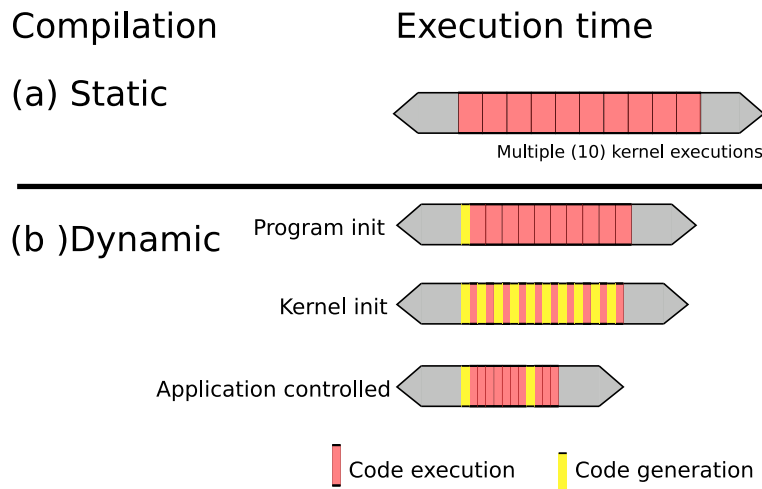 Compilation
Execution time
(a) Static
Multiple (10) kernel executions
(b )Dynamic
Program init
Kernel init
Application controlled
Code execution
Code generation